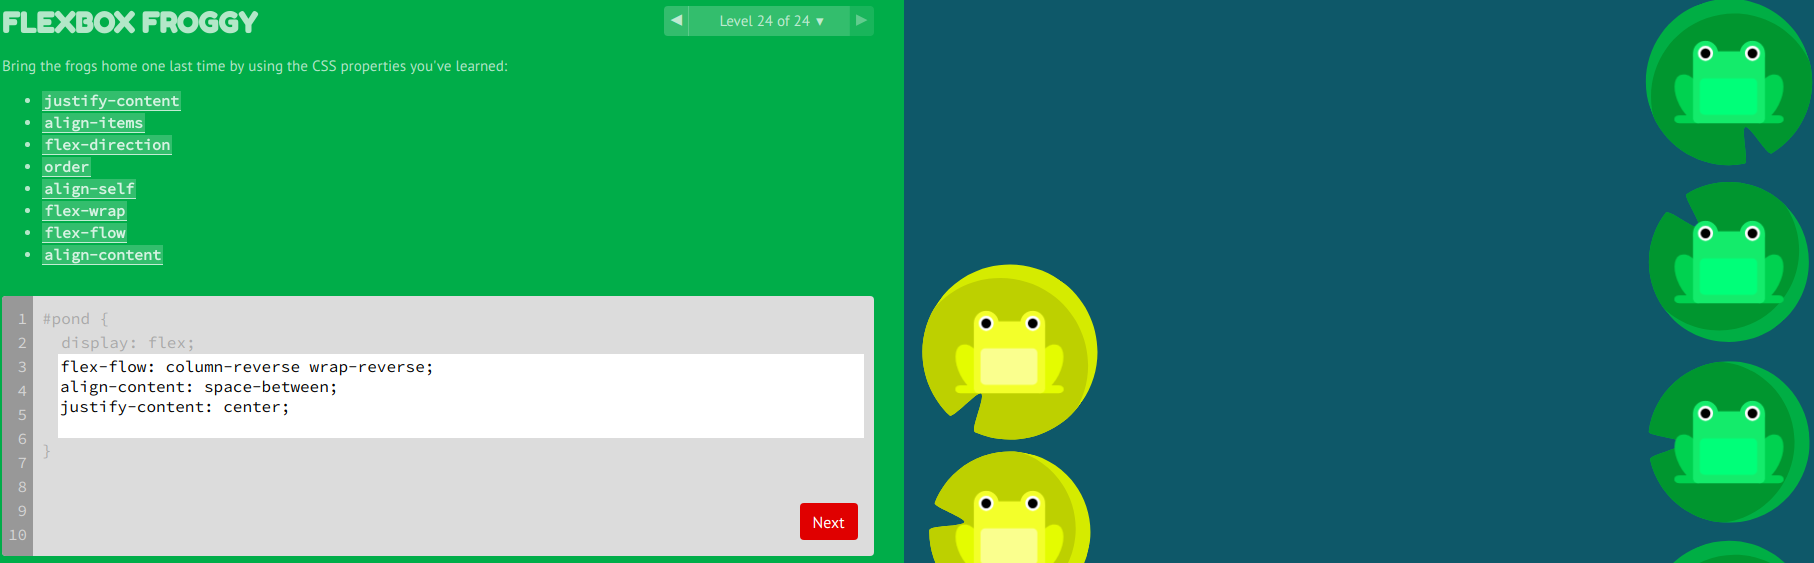 FLEXBOX FROGGY
◀ Level 24 of 24 ▼ ▶
Bring the frogs home one last time by using the CSS properties you've learned:
• justify-content
• align-items
• flex-direction
• order
• align-self
• flex-wrap
• flex-flow
• align-content
1 #pond {
2 display: flex;
3 flex-flow: column-reverse wrap-reverse;
4 align-content: space-between;
5 justify-content: center;
6 }
7
8
9
10
Next